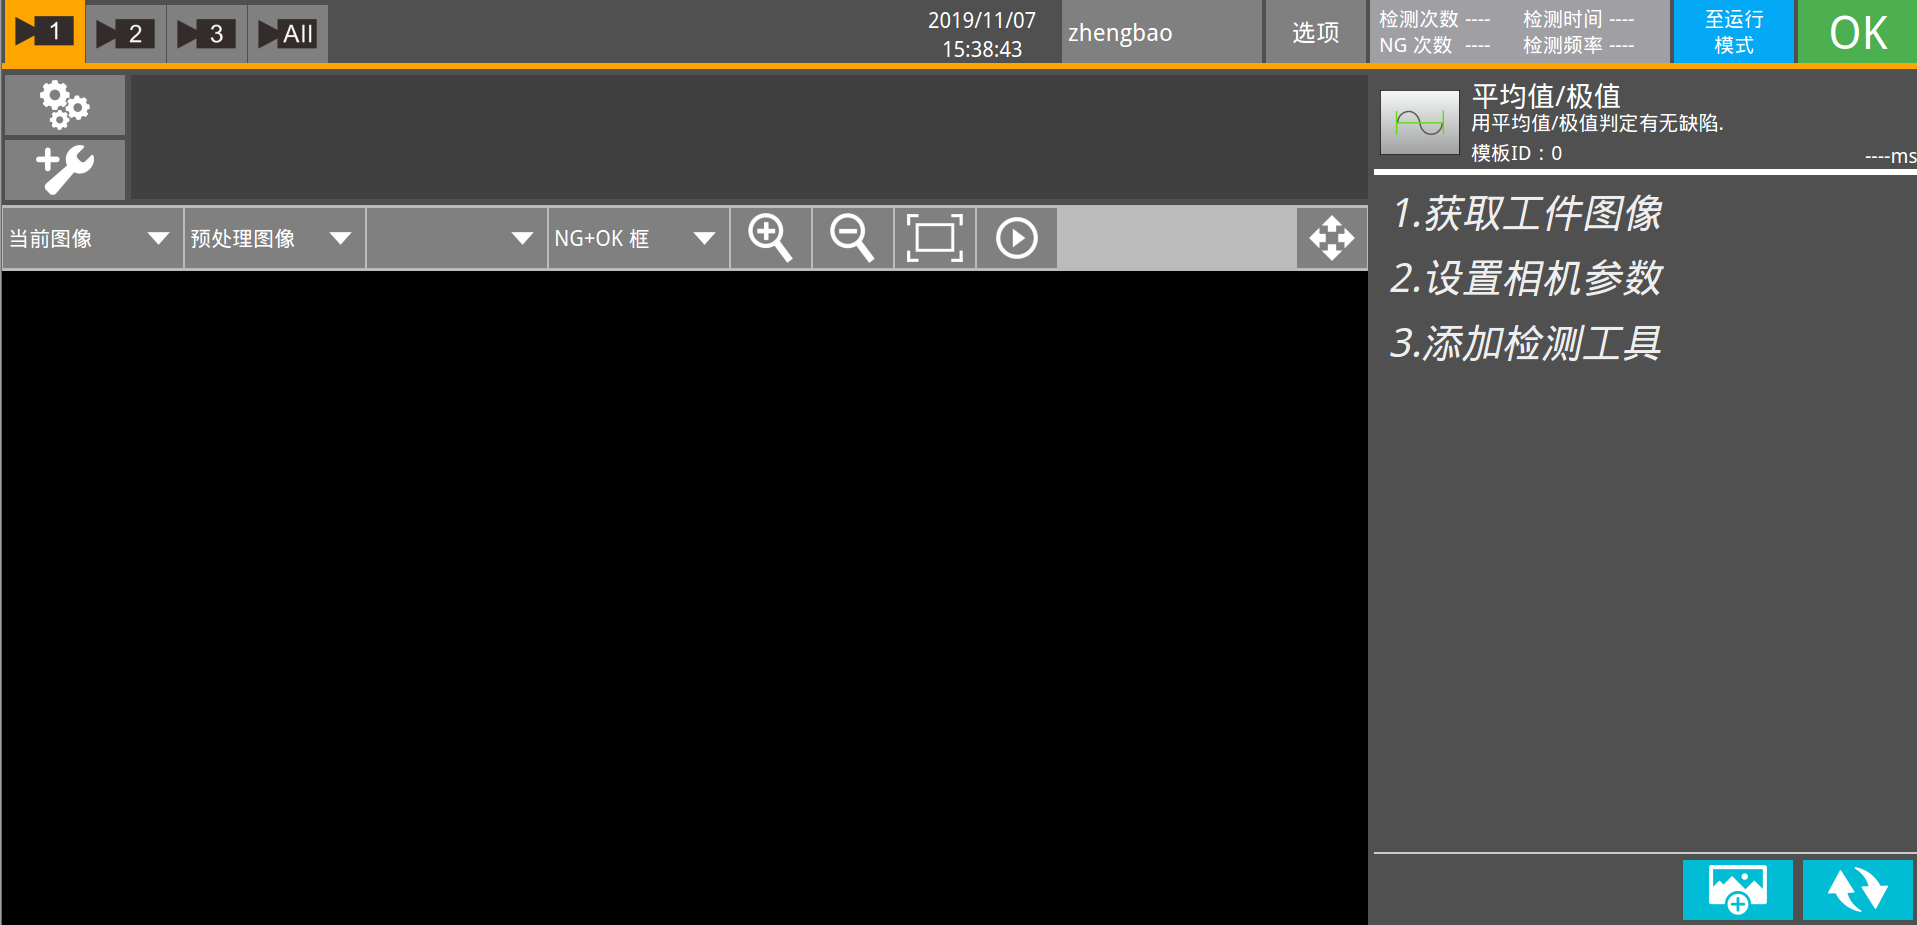 1
2
3
All
2019/11/07
15:38:43
zhengbao
选项
检测次数 ----
检测时间 ----
NG 次数 ----
检测频率 ----
至运行
模式
OK
平均值/极值
用平均值/极值判定有无缺陷.
模板ID：0
----ms
当前图像
预处理图像
NG+OK 框
1.获取工件图像
2.设置相机参数
3.添加检测工具